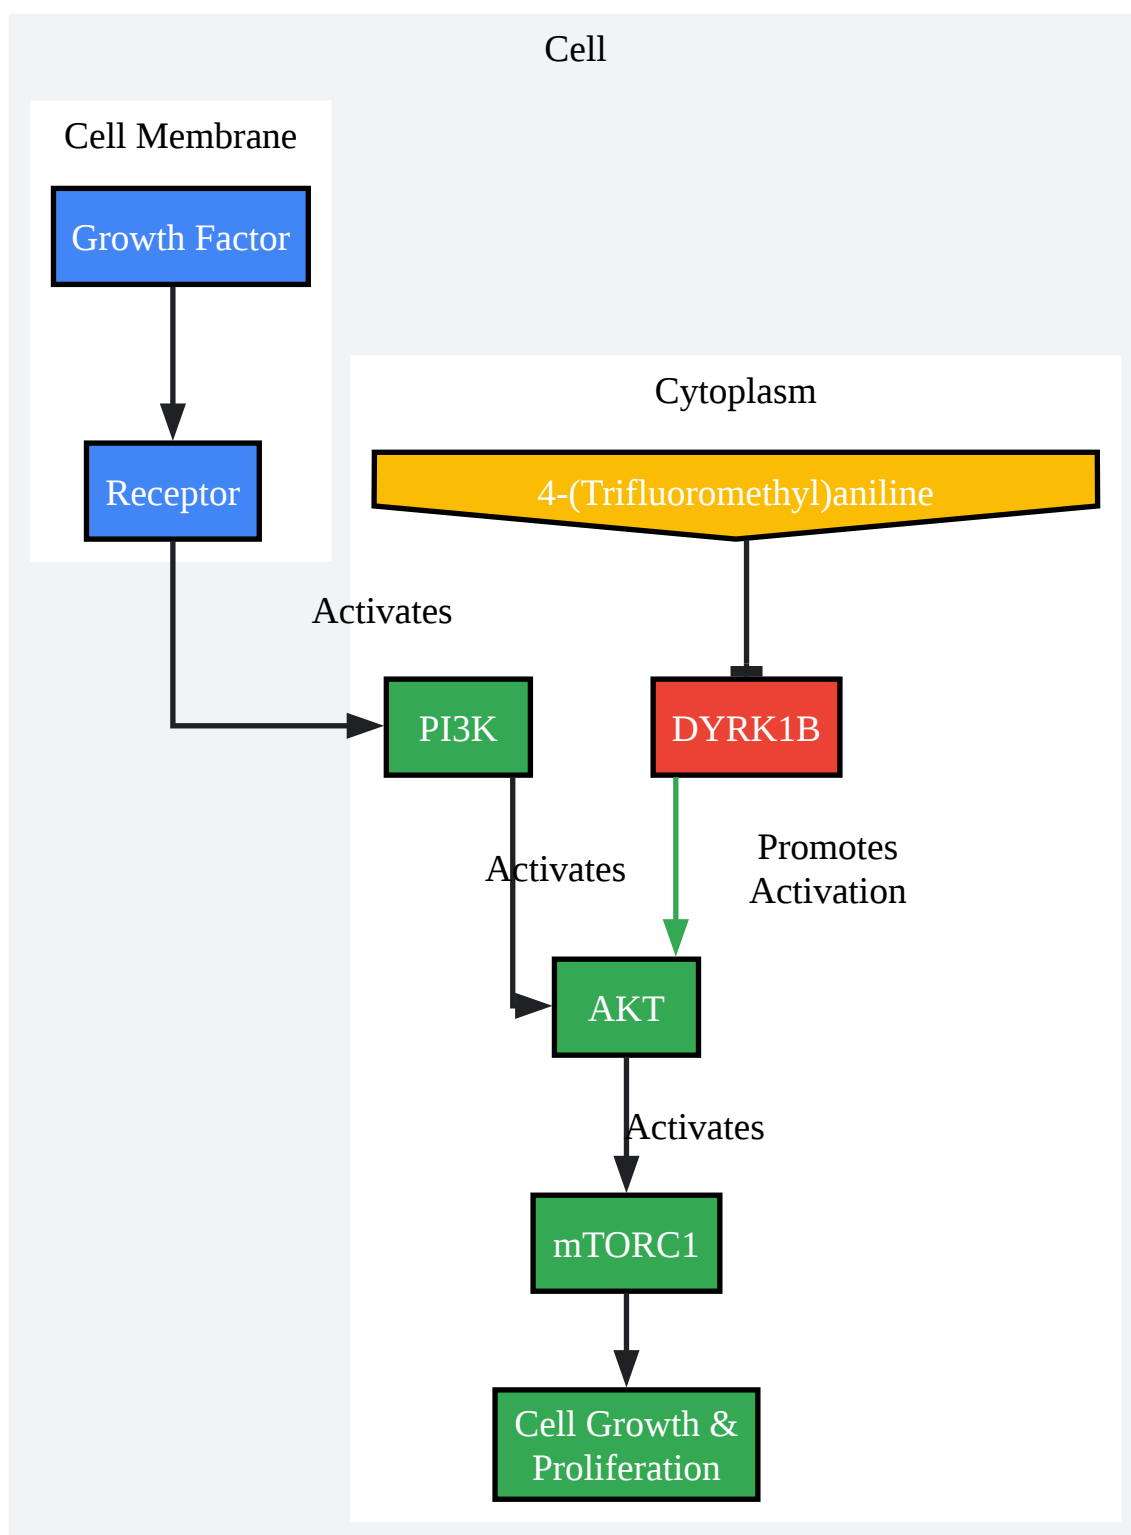 Cell
Cell Membrane
Growth Factor
Receptor
Cytoplasm
4-(Trifluoromethyl)aniline
Activates
PI3K
DYRK1B
Activates
Promotes
Activation
AKT
Activates
mTORC1
Cell Growth &
Proliferation